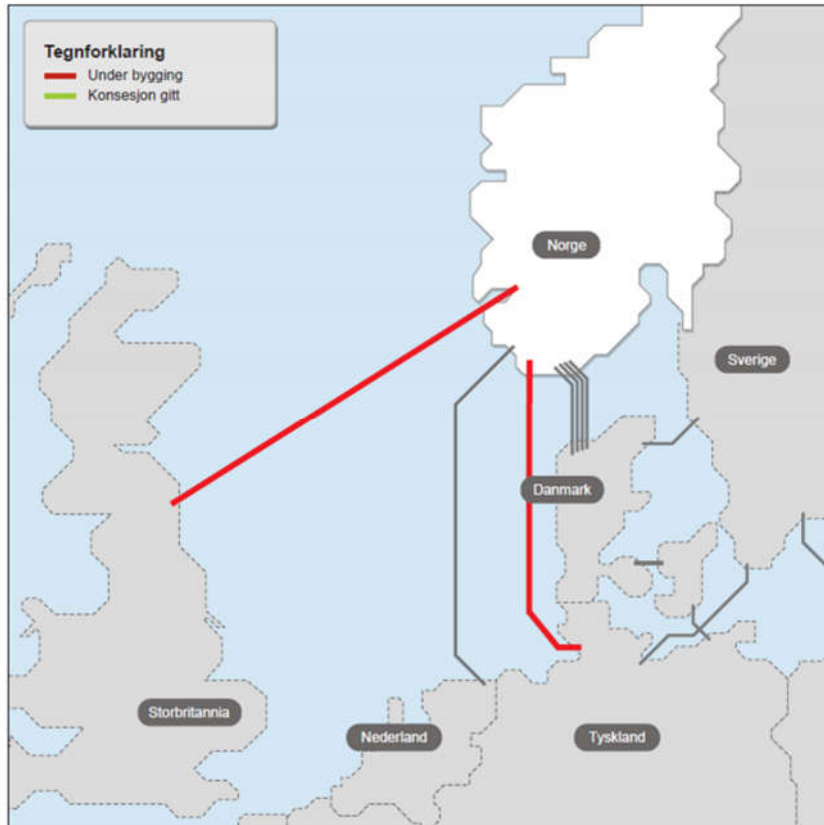 Tegnforklaring
Under bygging
Konsesjon gitt
Norge
Sverige
Danmark
Storbritannia
Nederland
Tyskland